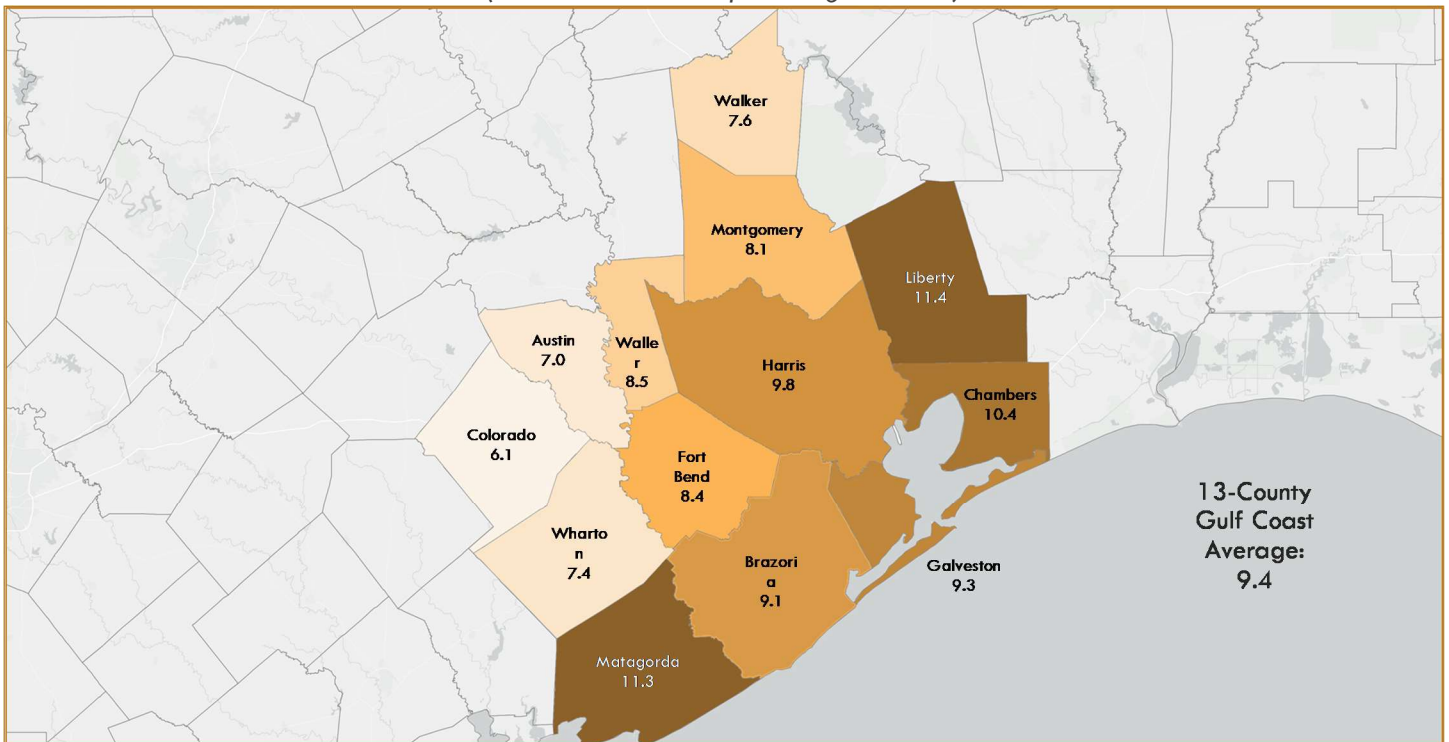 Walker
7.6
Montgomery
8.1
Liberty
11.4
Austin
7.0
Walle
r
8.5
Harris
9.8
Chambers
10.4
Colorado
6.1
Fort
Bend
8.4
Wharto
n
7.4
Brazori
a
9.1
Galveston
9.3
Matagorda
11.3
13-County
Gulf Coast
Average:
9.4